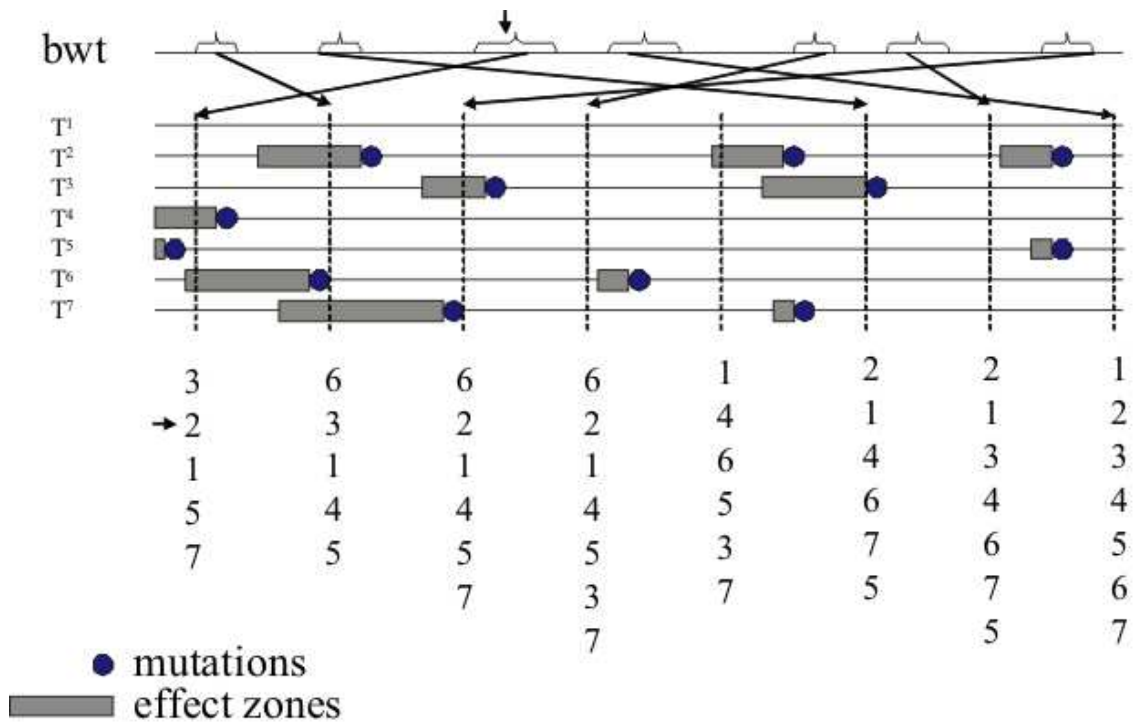 bwt
T¹
T²
T³
T⁴
T⁵
T⁶
T⁷
3 6 6 6 1 2 2 1
2 3 2 2 4 1 1 2
1 1 1 1 6 4 3 3
5 4 4 4 5 6 4 4
7 5 5 5 3 7 6 5
7 3 7 5 7 6
7 5 7
mutations
effect zones